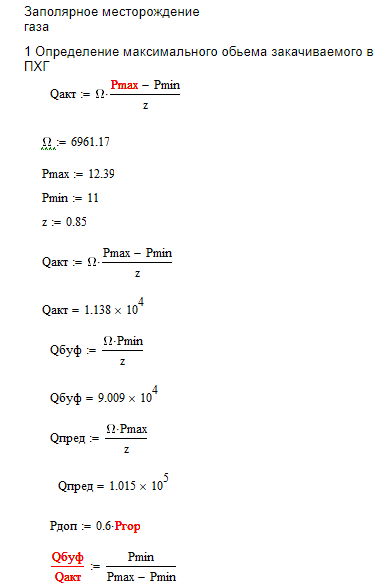 Заполярное месторождение
газа
1 Определение максимального обьема закачиваемого в
ПХГ
Qакт := Ω·(Pmax − Pmin)/z
Ω := 6961.17
Pmax := 12.39
Pmin := 11
z := 0.85
Qакт := Ω·(Pmax − Pmin)/z
Qакт = 1.138 × 10^4
Qбуф := Ω·Pmin/z
Qбуф = 9.009 × 10^4
Qпред := Ω·Pmax/z
Qпред = 1.015 × 10^5
Pдоп := 0.6·Pгор
Qбуф/Qакт := Pmin/(Pmax − Pmin)